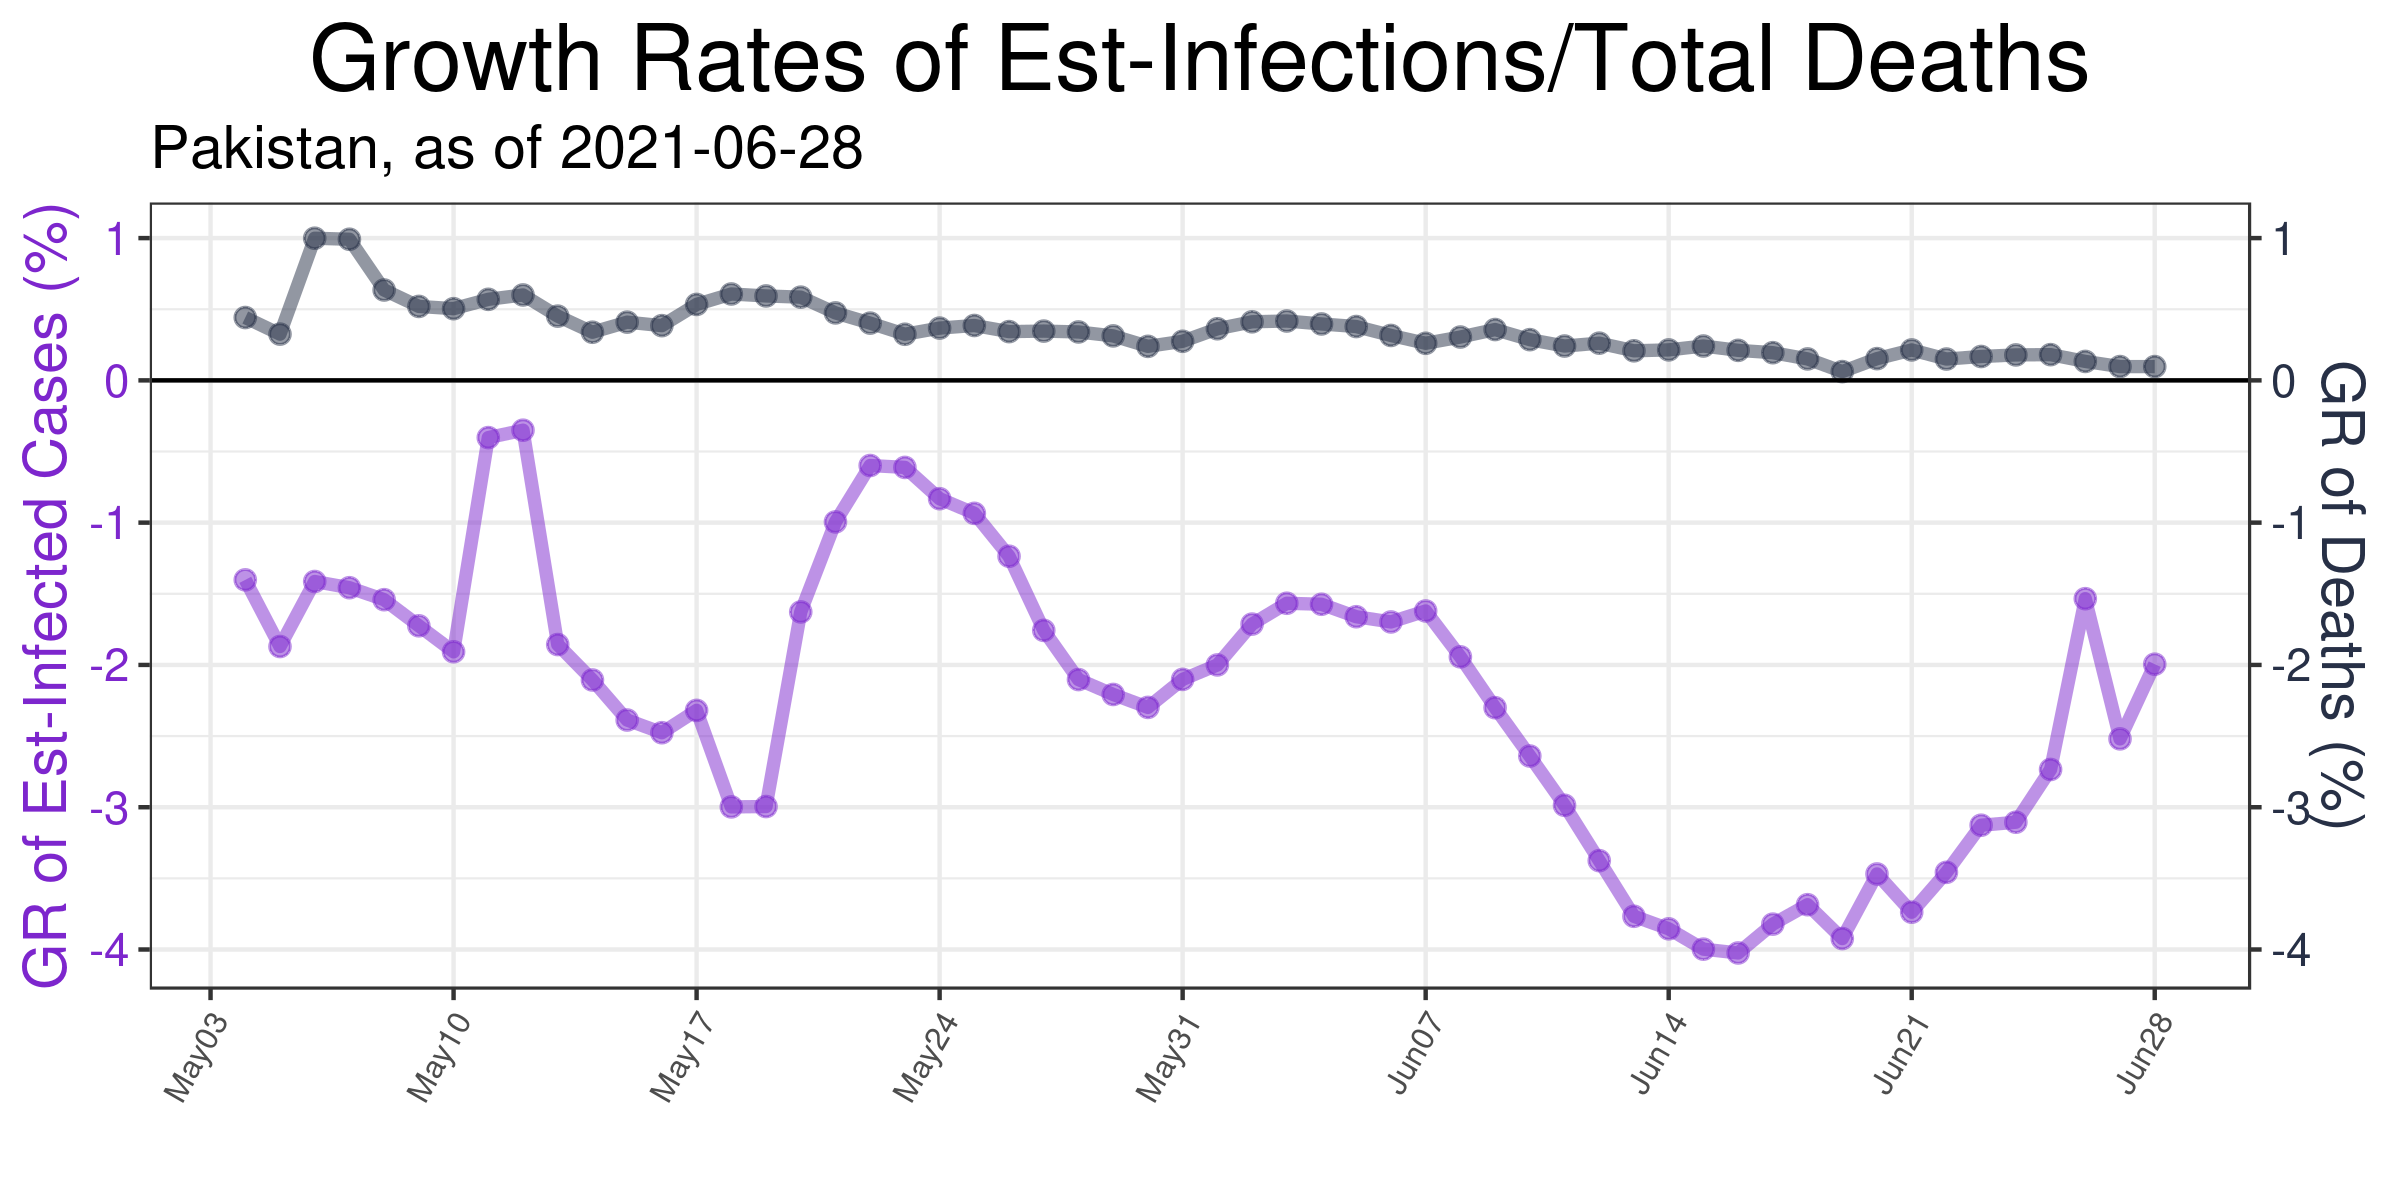 Growth Rates of Est-Infections/Total Deaths
Pakistan, as of 2021-06-28
GR of Est-Infected Cases (%)
1
0
-1
-2
-3
-4
1
0
-1
-2
-3
-4
GR of Deaths (%)
May03
May10
May17
May24
May31
Jun07
Jun14
Jun21
Jun28